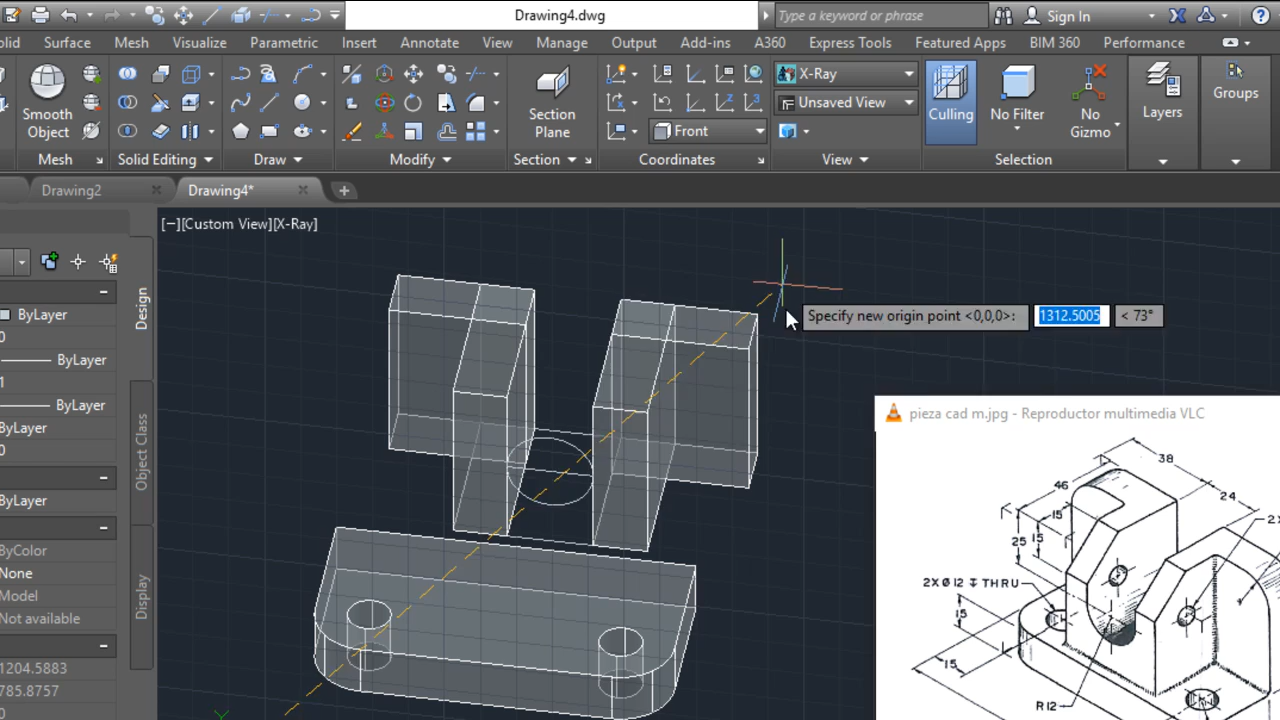 Drawing4.dwg
Type a keyword or phrase
Sign In
olid Surface Mesh Visualize Parametric Insert Annotate View Manage Output Add-ins A360 Express Tools Featured Apps BIM 360 Performance
Smooth Object
Section Plane
X-Ray
Unsaved View
Front
Culling
No Filter
No Gizmo
Layers
Groups
Mesh Solid Editing Draw Modify Section Coordinates View Selection
Drawing2 Drawing4*
[−][Custom View][X-Ray]
Design
Object Class
Display
ByLayer
0
ByLayer
1
ByLayer
ByLayer
0
ByLayer
ByColor
None
Model
Not available
1204.5883
785.8757
0
Specify new origin point <0,0,0>: 1312.5005 < 73°
pieza cad m.jpg - Reproductor multimedia VLC
38
46
24
15
2X
25
15
2X Ø 12 ↧ THRU
15
15
R12
Y